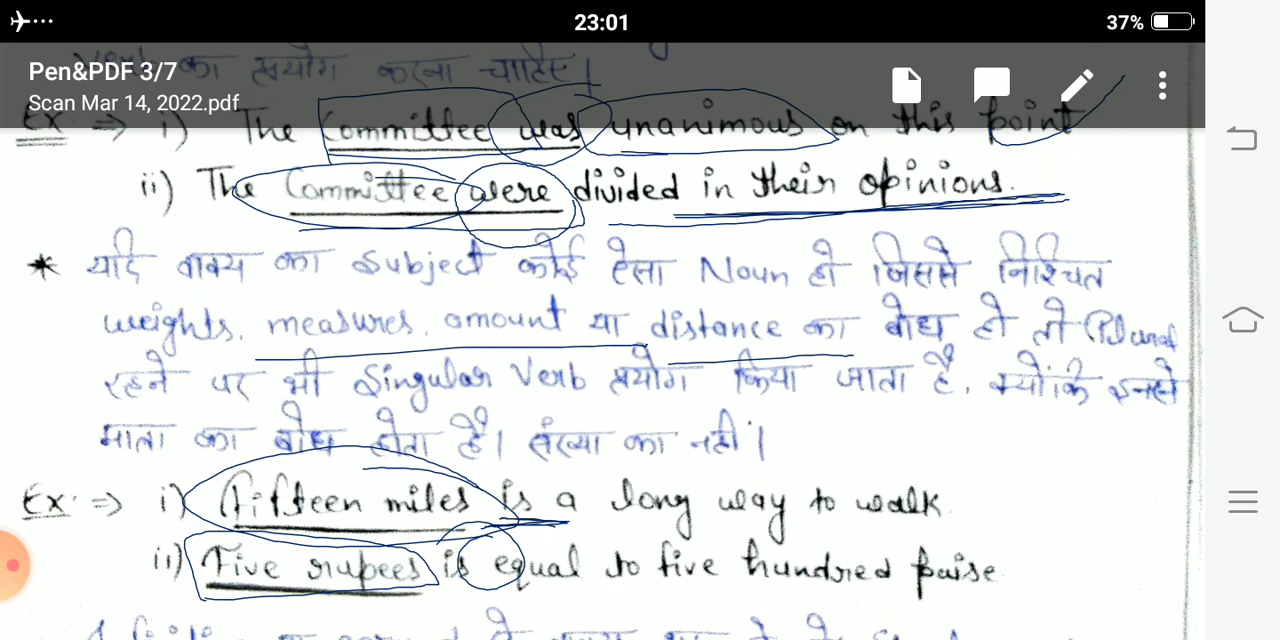 23:01
37%
Verb का प्रयोग करना चाहिए।
Pen&PDF 3/7
Scan Mar 14, 2022.pdf
Ex ⇒ i) The Committee was unanimous on this point
ii) The Committee were divided in their opinions.
* यदि वाक्य का Subject कोई ऐसा Noun हो जिससे निश्चित
weights, measures, amount या distance का बोध हो तो Plural
रहने पर भी Singular Verb प्रयोग किया जाता है, क्योंकि इनसे
मात्रा का बोध होता है। संख्या का नहीं।
Ex ⇒ i) Fifteen miles is a long way to walk.
ii) Five rupees is equal to five hundred paise